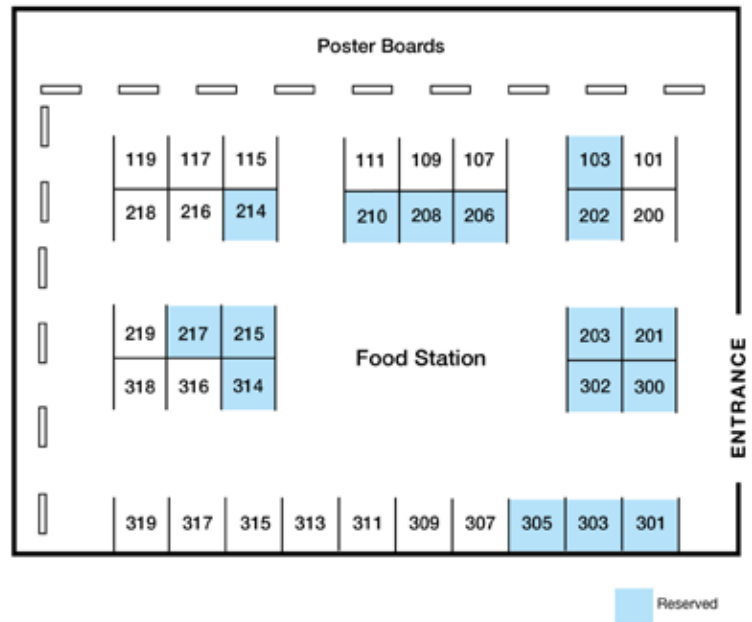 Poster Boards
119 117 115 111 109 107 103 101
218 216 214 210 208 206 202 200
219 217 215 203 201
Food Station
318 316 314 302 300
ENTRANCE
319 317 315 313 311 309 307 305 303 301
Reserved